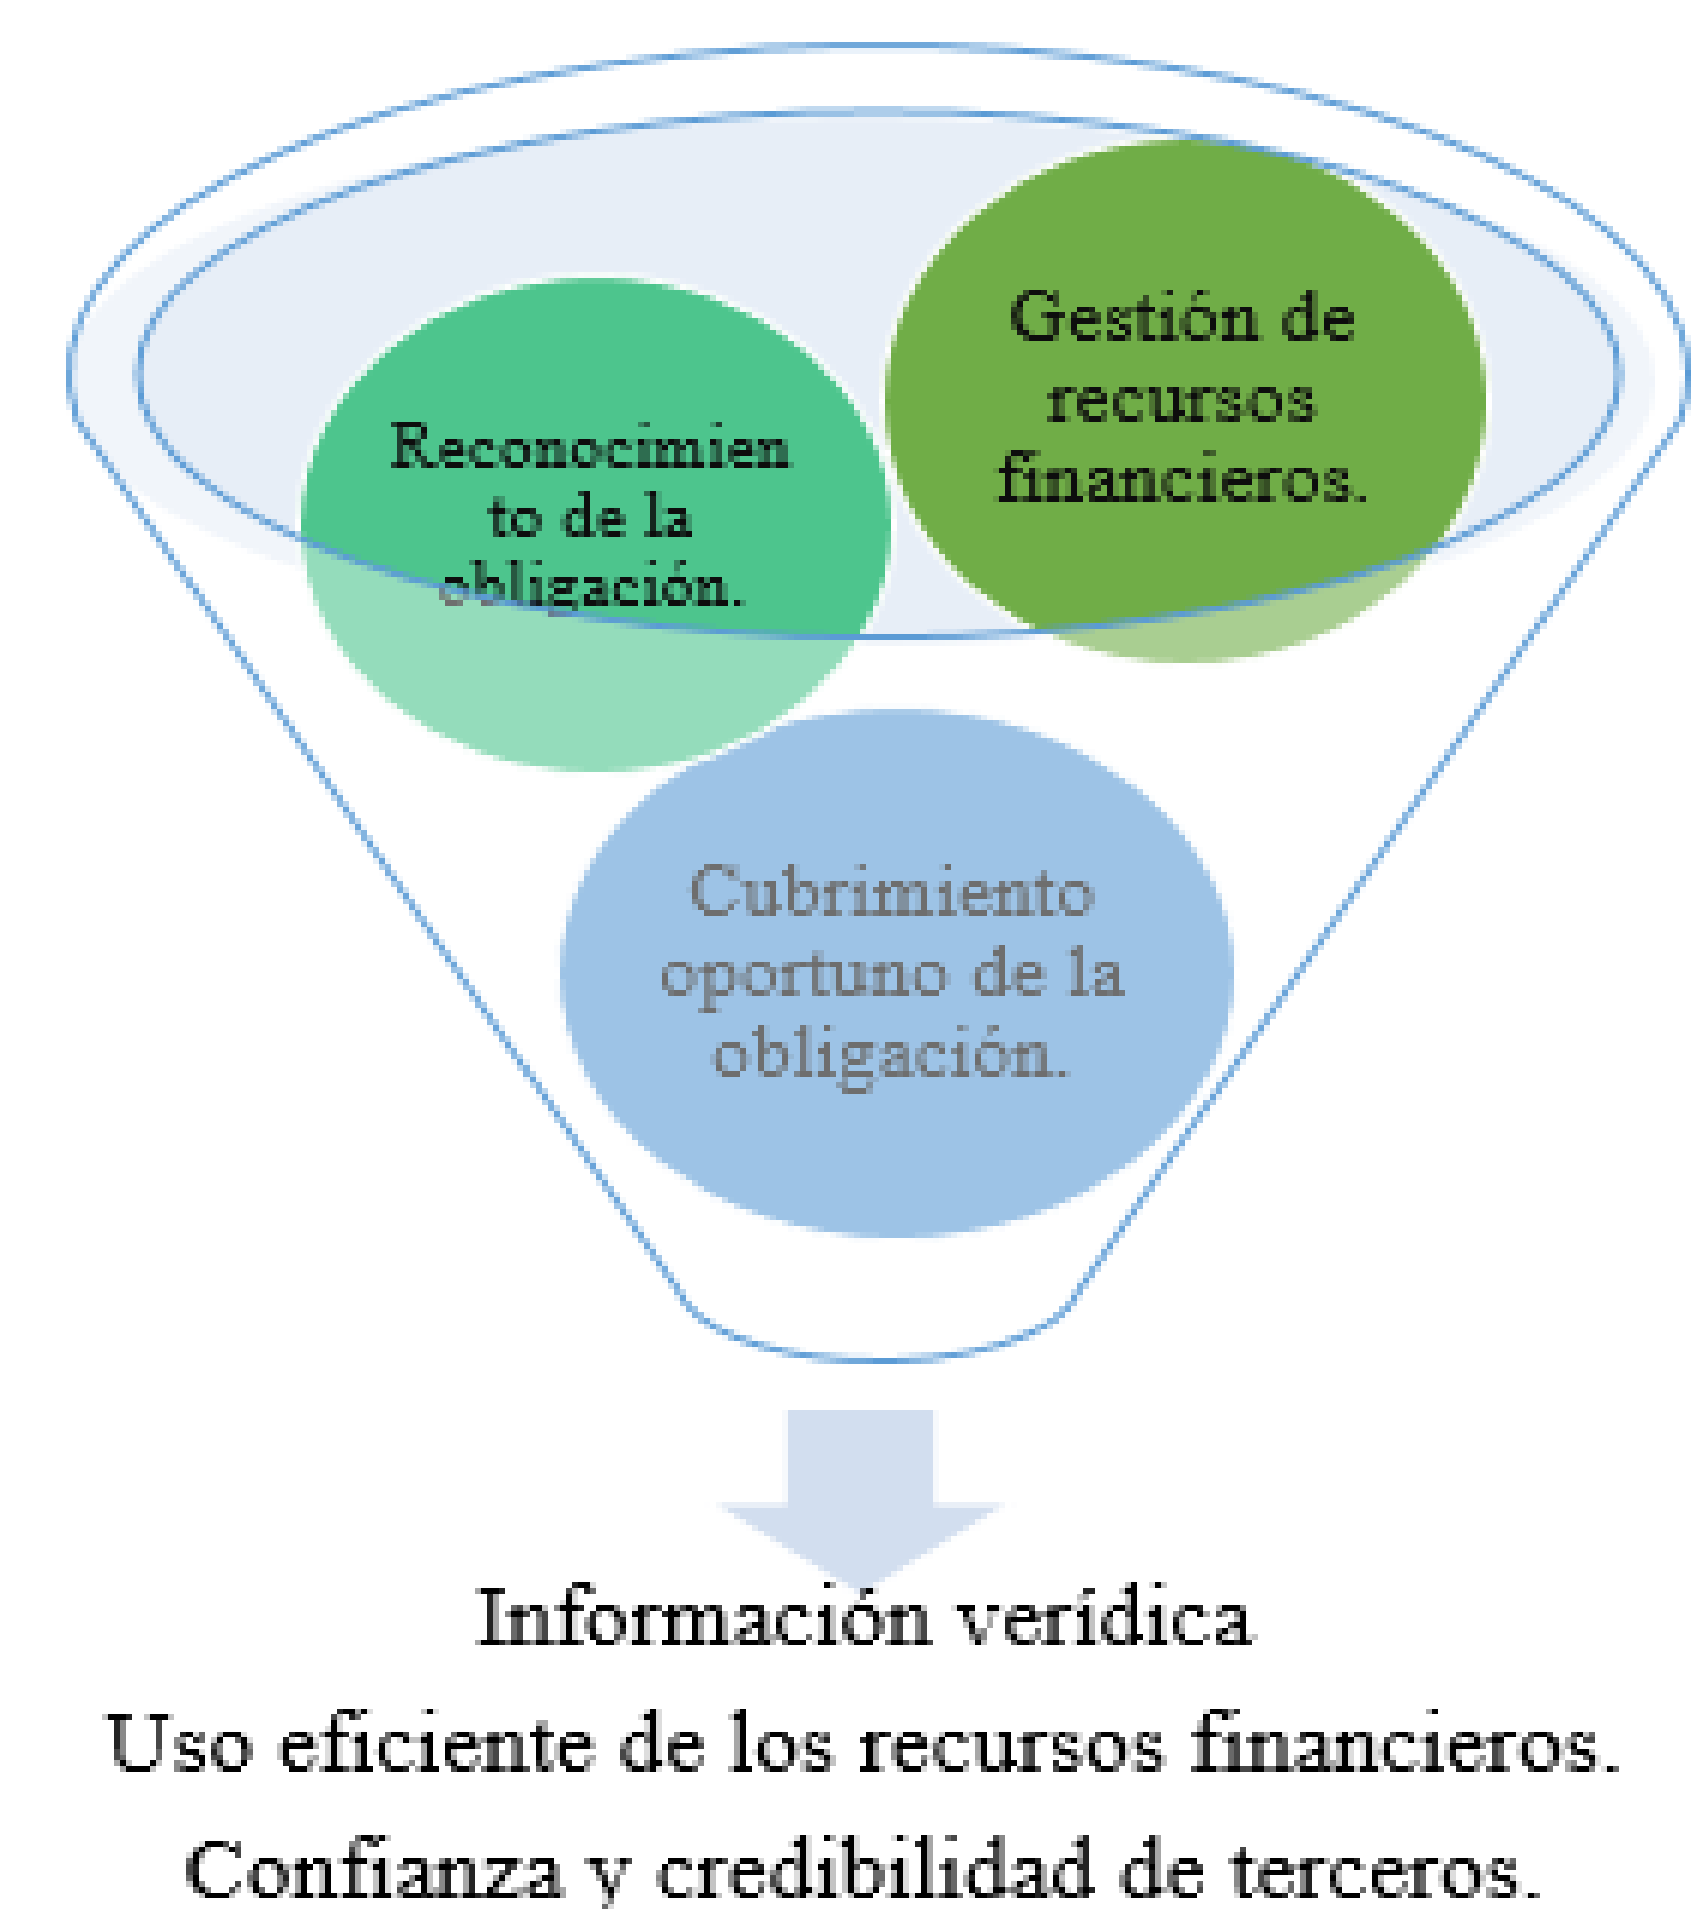 Gestión de
recursos
financieros.
Reconocimien
to de la
obligación.
Cubrimiento
oportuno de la
obligación.
Información verídica
Uso eficiente de los recursos financieros.
Confianza y credibilidad de terceros.